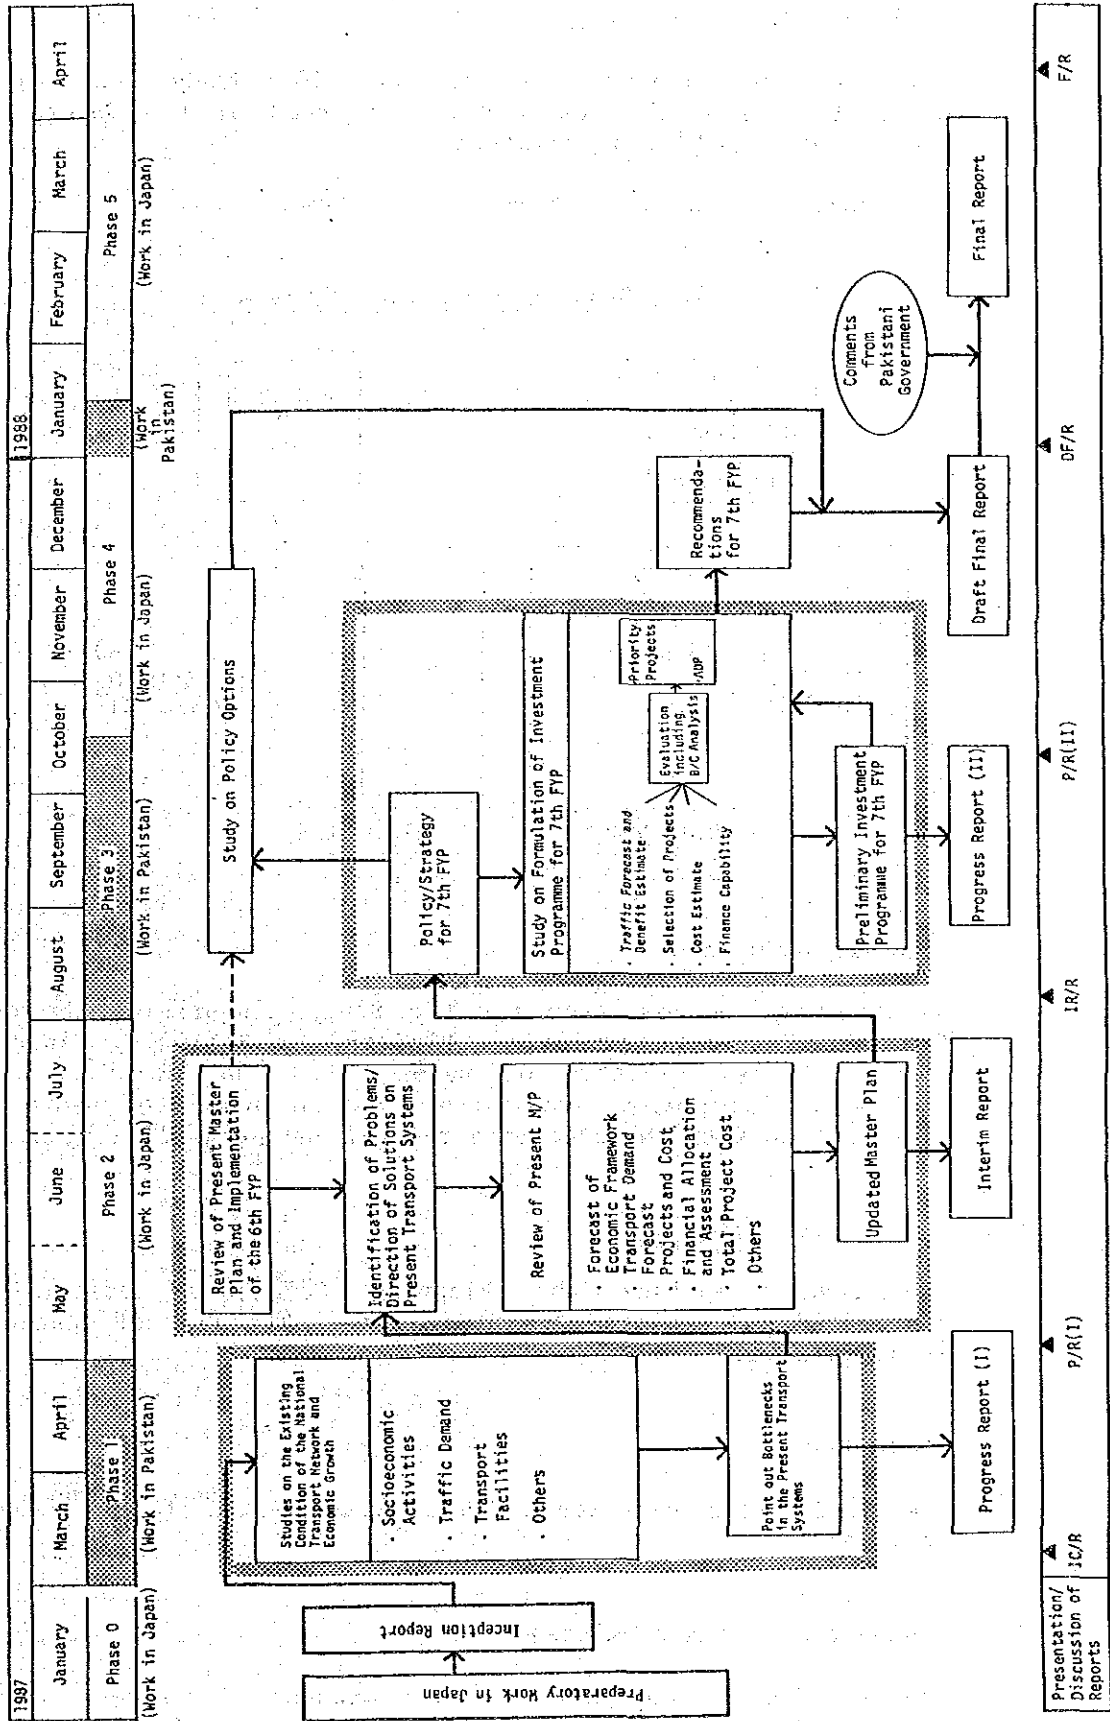 1987
1988
January
March
April
May
June
July
August
September
October
November
December
January
February
March
April
Phase 0
Phase 1
Phase 2
Phase 3
Phase 4
Phase 5
(Work in Japan)
(Work in Pakistan)
(Work in Japan)
(Work in Pakistan)
(Work in Japan)
(Work
in
Pakistan)
(Work in Japan)
Preparatory Work in Japan
Inception Report
Studies on the Existing
Condition of the National
Transport Network and
Economic Growth
· Socioeconomic
Activities
· Traffic Demand
· Transport
Facilities
· Others
Point out Bottlenecks
in the Present Transport
Systems
Progress Report (I)
Review of Present Master
Plan and Implementation
of the 6th FYP
Identification of Problems/
Direction of Solutions on
Present Transport Systems
Review of Present M/P
· Forecast of
Economic Framework
· Transport Demand
Forecast
· Projects and Cost
· Financial Allocation
and Assessment
· Total Project Cost
· Others
Updated Master Plan
Interim Report
Study on Policy Options
Policy/Strategy
for 7th FYP
Study on Formulation of Investment
Programme for 7th FYP
· Traffic Forecast and
Benefit Estimate
· Selection of Projects
· Cost Estimate
· Finance Capability
Evaluation
including
B/C Analysis
Priority
Projects
ADP
Preliminary Investment
Programme for 7th FYP
Progress Report (II)
Recommenda-
tions
for 7th FYP
Draft Final Report
Comments
from
Pakistani
Government
Final Report
Presentation/
Discussion of
Reports
IC/R
P/R(I)
IR/R
P/R(II)
DF/R
F/R